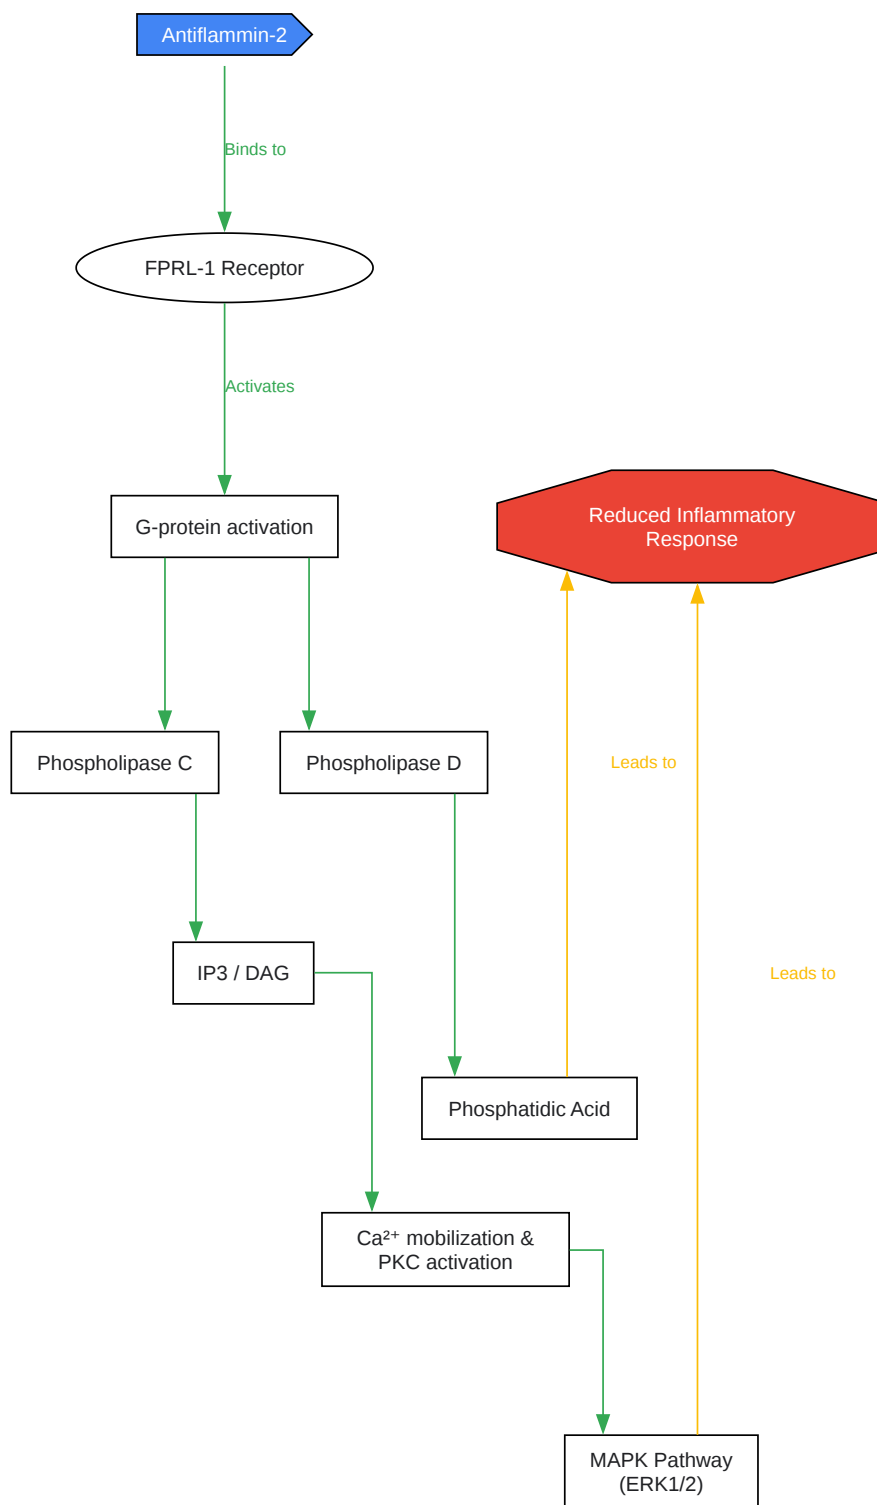 Antiflammin-2
Binds to
FPRL-1 Receptor
Activates
G-protein activation
Reduced Inflammatory
Response
Phospholipase C
Phospholipase D
Leads to
IP3 / DAG
Leads to
Phosphatidic Acid
Ca²⁺ mobilization &
PKC activation
MAPK Pathway
(ERK1/2)